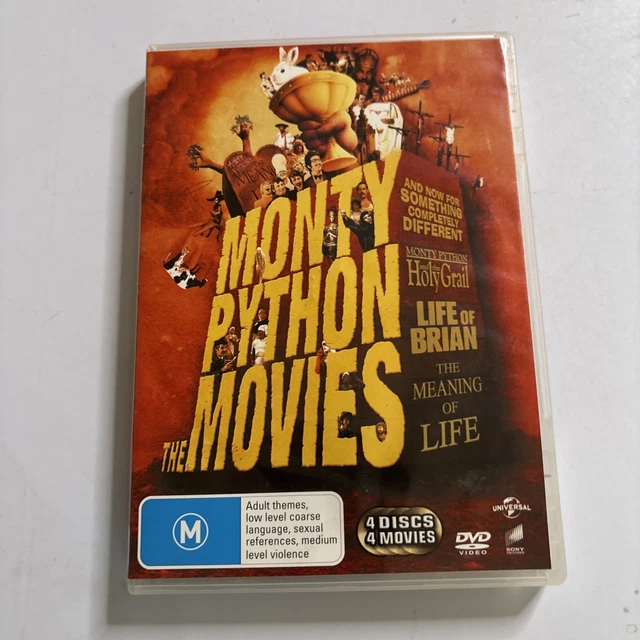 MONTY
PYTHON
THE MOVIES
AND NOW FOR
SOMETHING
COMPLETELY
DIFFERENT
MONTY PYTHON
and the
Holy Grail
LIFE OF
BRIAN
THE
MEANING
OF
LIFE
M
Adult themes,
low level coarse
language, sexual
references, medium
level violence
4 DISCS
4 MOVIES
DVD
VIDEO
UNIVERSAL
SONY